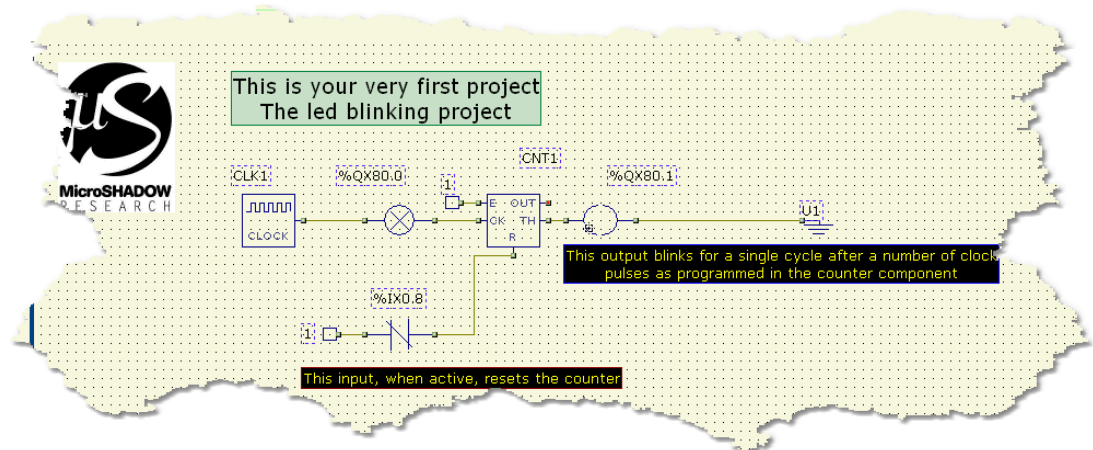 This is your very first project
The led blinking project
µS
MicroSHADOW
RESEARCH
CLK1
%QX80.0
1
CNT1
%QX80.1
E OUT
CK TH
R
CLOCK
U1
This output blinks for a single cycle after a number of clock
pulses as programmed in the counter component
%IX0.8
1
This input, when active, resets the counter